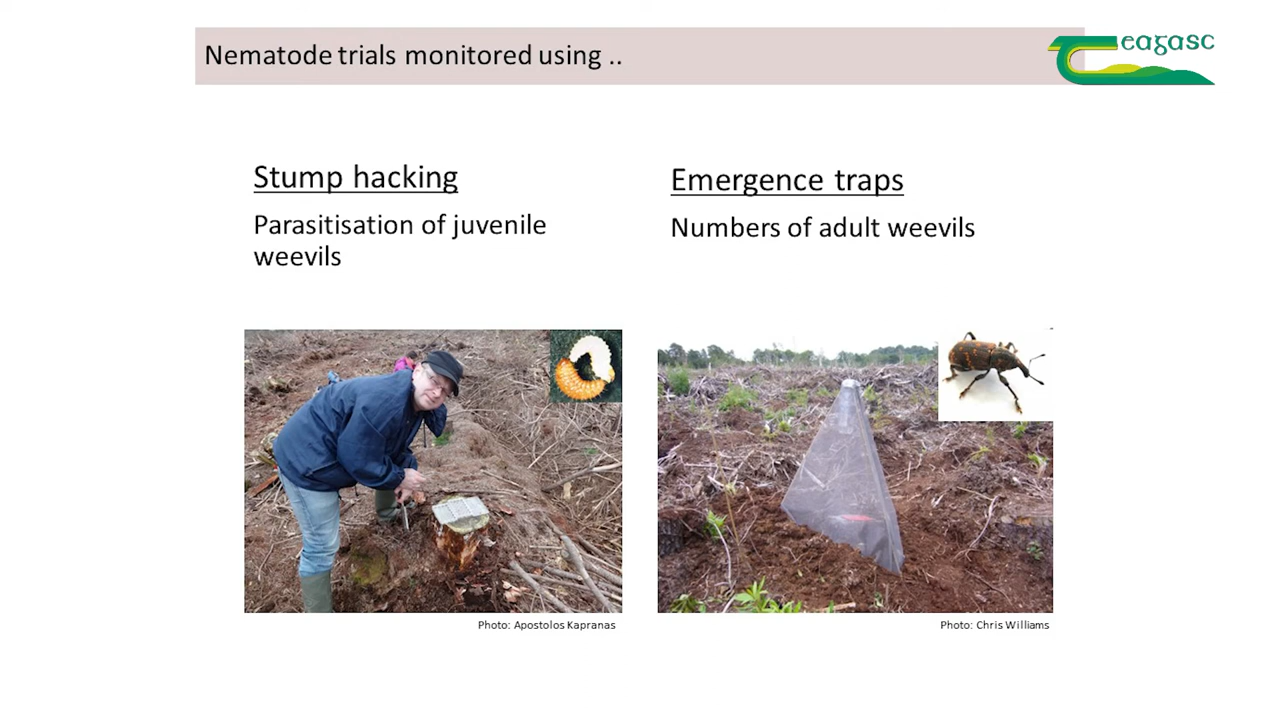 Nematode trials monitored using ..
eagasc
Stump hacking
Parasitisation of juvenile
weevils
Emergence traps
Numbers of adult weevils
Photo: Apostolos Kapranas
Photo: Chris Williams